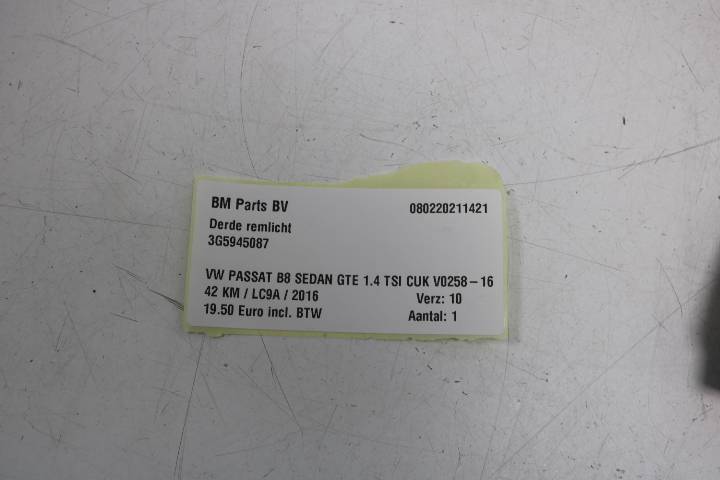 BM Parts BV 080220211421
Derde remlicht
3G5945087
VW PASSAT B8 SEDAN GTE 1.4 TSI CUK V0258-16
42 KM / LC9A / 2016 Verz: 10
19.50 Euro incl. BTW Aantal: 1